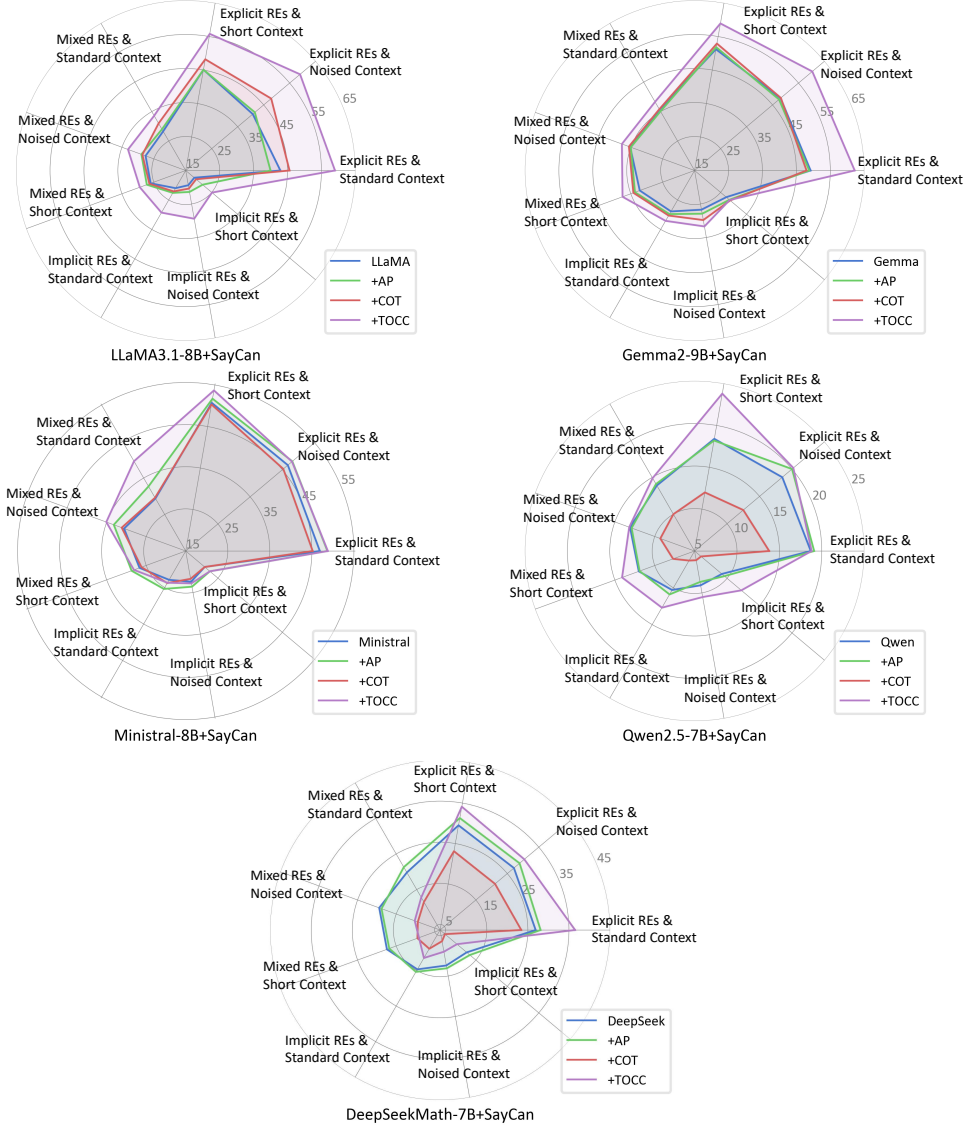 Explicit REs &
Short Context
Mixed REs &
Standard Context
Explicit REs &
Noised Context
65
55
45
35
25
15
Mixed REs &
Noised Context
Explicit REs &
Standard Context
Mixed REs &
Short Context
Implicit REs &
Short Context
Implicit REs &
Standard Context
Implicit REs &
Noised Context
LLaMA
+AP
+COT
+TOCC
LLaMA3.1-8B+SayCan
Explicit REs &
Short Context
Mixed REs &
Standard Context
Explicit REs &
Noised Context
65
55
45
35
25
15
Mixed REs &
Noised Context
Explicit REs &
Standard Context
Mixed REs &
Short Context
Implicit REs &
Short Context
Implicit REs &
Standard Context
Implicit REs &
Noised Context
Gemma
+AP
+COT
+TOCC
Gemma2-9B+SayCan
Explicit REs &
Short Context
Mixed REs &
Standard Context
Explicit REs &
Noised Context
55
45
35
25
15
Mixed REs &
Noised Context
Explicit REs &
Standard Context
Mixed REs &
Short Context
Implicit REs &
Short Context
Implicit REs &
Standard Context
Implicit REs &
Noised Context
Ministral
+AP
+COT
+TOCC
Ministral-8B+SayCan
Explicit REs &
Short Context
Mixed REs &
Standard Context
Explicit REs &
Noised Context
25
20
15
10
5
Mixed REs &
Noised Context
Explicit REs &
Standard Context
Mixed REs &
Short Context
Implicit REs &
Short Context
Implicit REs &
Standard Context
Implicit REs &
Noised Context
Qwen
+AP
+COT
+TOCC
Qwen2.5-7B+SayCan
Explicit REs &
Short Context
Mixed REs &
Standard Context
Explicit REs &
Noised Context
45
35
25
15
5
Mixed REs &
Noised Context
Explicit REs &
Standard Context
Mixed REs &
Short Context
Implicit REs &
Short Context
Implicit REs &
Standard Context
Implicit REs &
Noised Context
DeepSeek
+AP
+COT
+TOCC
DeepSeekMath-7B+SayCan